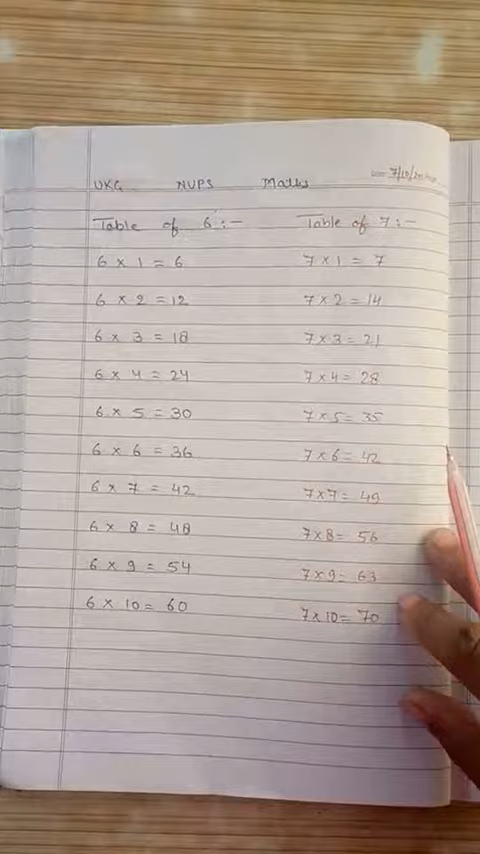 7/10/20
UKG NUPS Maths
Table of 6:-
6 x 1 = 6
6 x 2 = 12
6 x 3 = 18
6 x 4 = 24
6 x 5 = 30
6 x 6 = 36
6 x 7 = 42
6 x 8 = 48
6 x 9 = 54
6 x 10 = 60
Table of 7:-
7 x 1 = 7
7 x 2 = 14
7 x 3 = 21
7 x 4 = 28
7 x 5 = 35
7 x 6 = 42
7 x 7 = 49
7 x 8 = 56
7 x 9 = 63
7 x 10 = 70